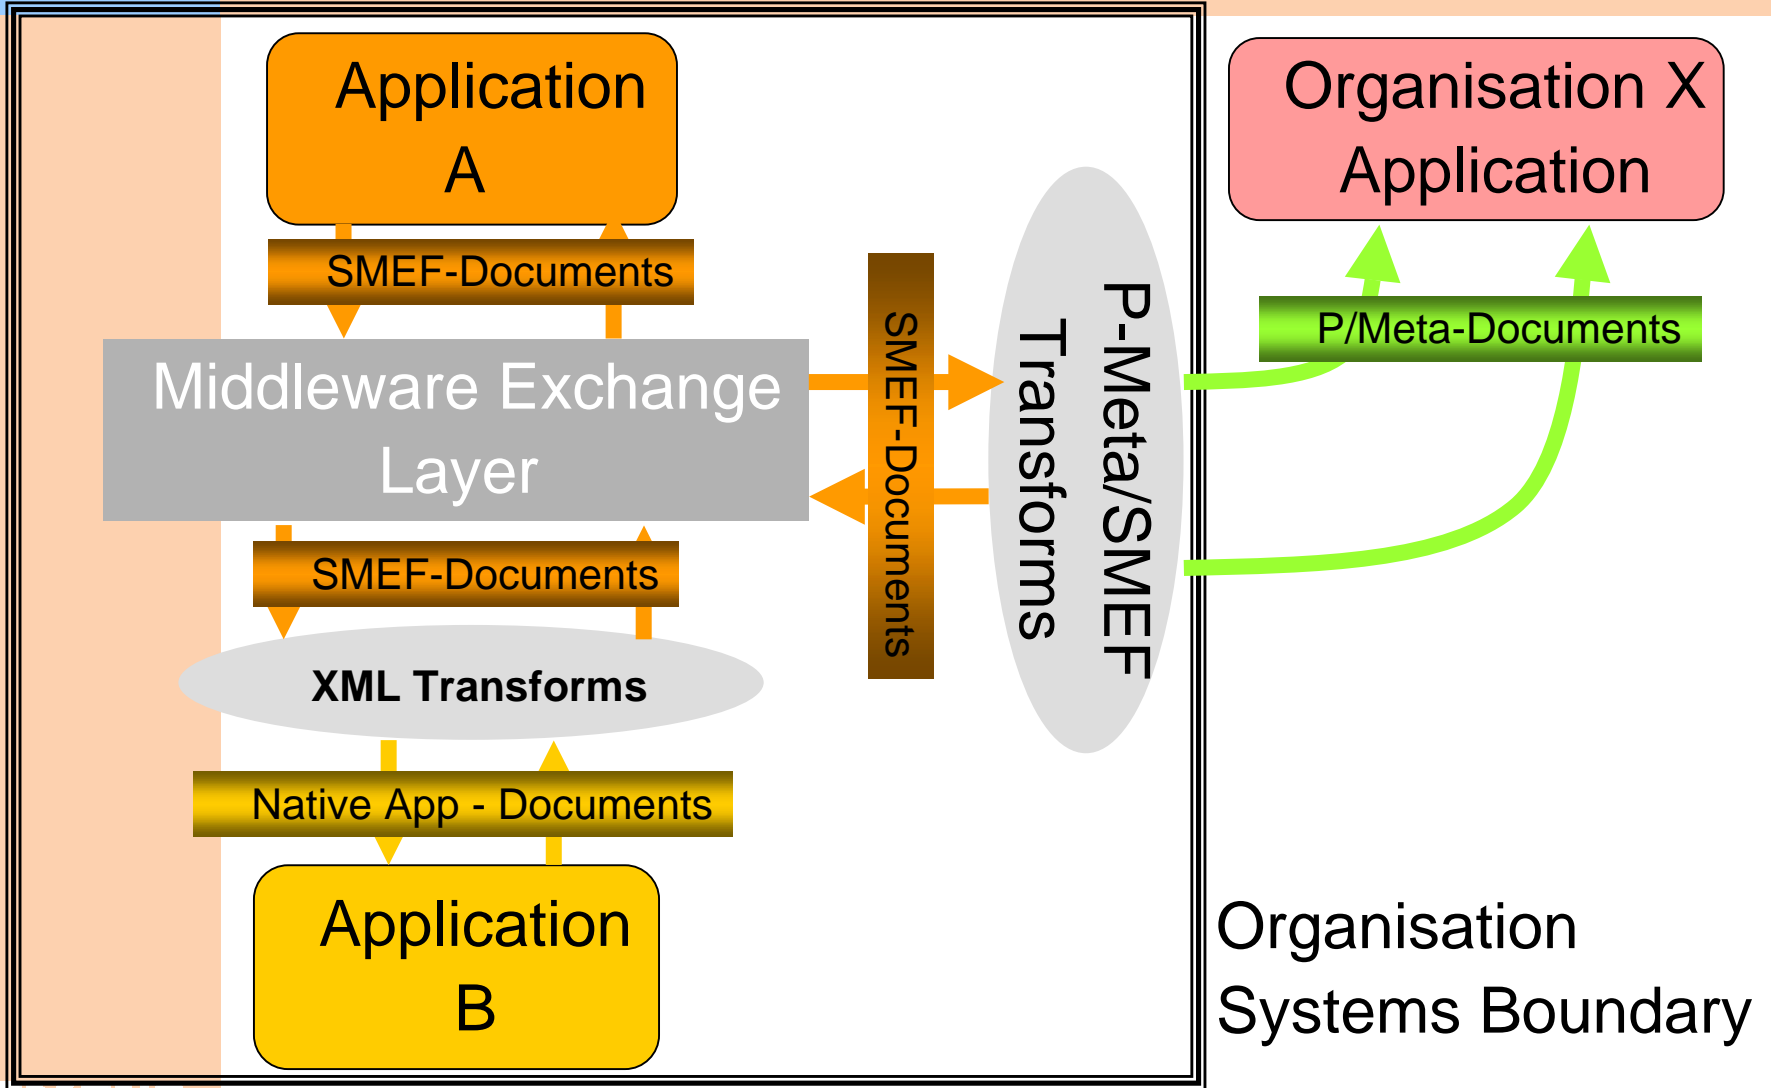 Application
A
SMEF-Documents
Middleware Exchange
Layer
SMEF-Documents
XML Transforms
Native App - Documents
Application
B
SMEF-Documents
P-Meta/SMEF
Transforms
Organisation X
Application
P/Meta-Documents
Organisation
Systems Boundary